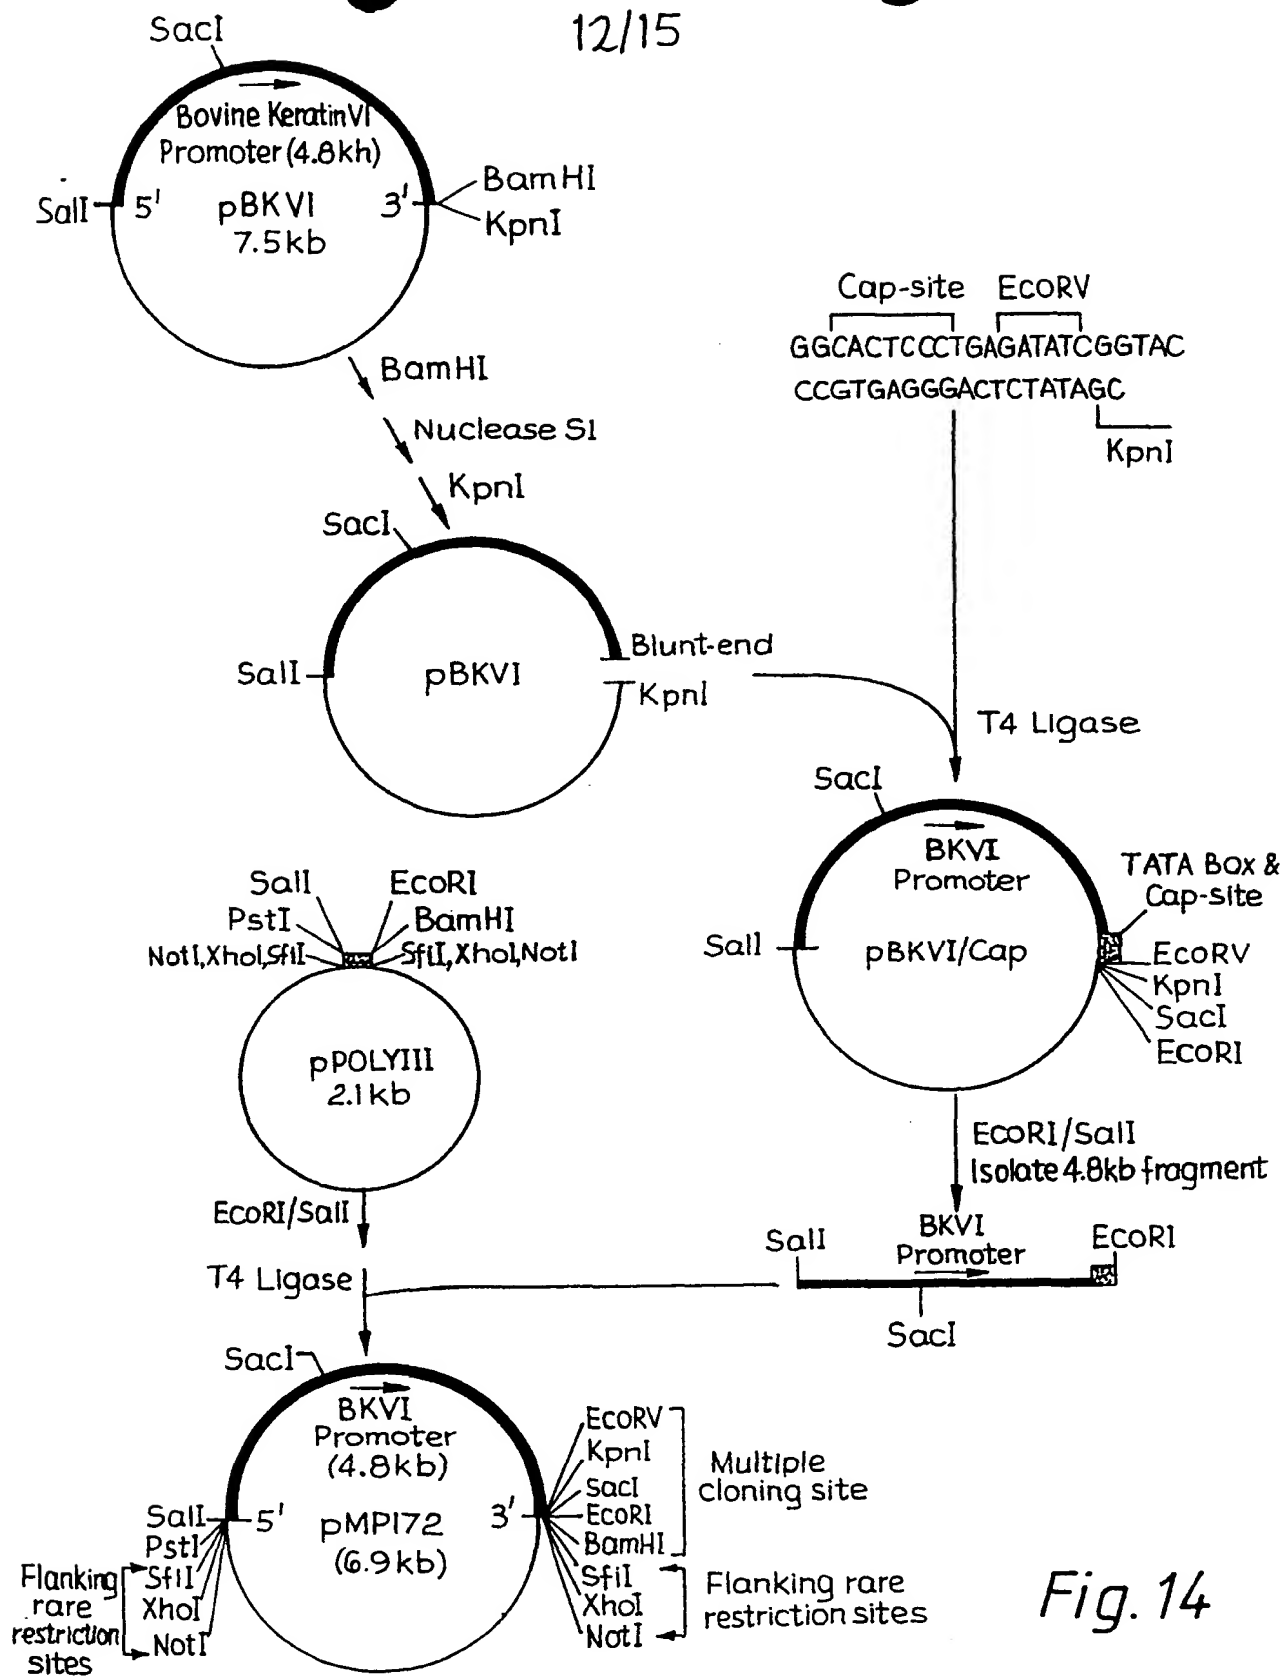 12/15
SacI
Bovine KeratinVI
Promoter (4.8kh)
SalI
5'
pBKVI
3'
7.5kb
BamHI
KpnI
Cap-site
EcoRV
GGCACTCCCTGAGATATCGGTAC
CCGTGAGGGACTCTATAGC
KpnI
BamHI
Nuclease S1
KpnI
SacI
SalI
pBKVI
Blunt-end
KpnI
T4 Ligase
SacI
BKVI
Promoter
TATA Box &
Cap-site
SalI
pBKVI/Cap
EcoRV
KpnI
SacI
EcoRI
SalI
EcoRI
PstI
BamHI
NotI,XhoI,SfiI
SfiI,XhoI,NotI
pPOLYIII
2.1kb
EcoRI/SalI
Isolate 4.8kb fragment
EcoRI/SalI
T4 Ligase
SalI
BKVI
Promoter
EcoRI
SacI
SacI
BKVI
Promoter
(4.8kb)
SalI
5'
pMPI72
3'
(6.9kb)
PstI
SfiI
XhoI
NotI
Flanking
rare
restriction
sites
EcoRV
KpnI
SacI
EcoRI
BamHI
Multiple
cloning site
SfiI
XhoI
NotI
Flanking rare
restriction sites
Fig. 14